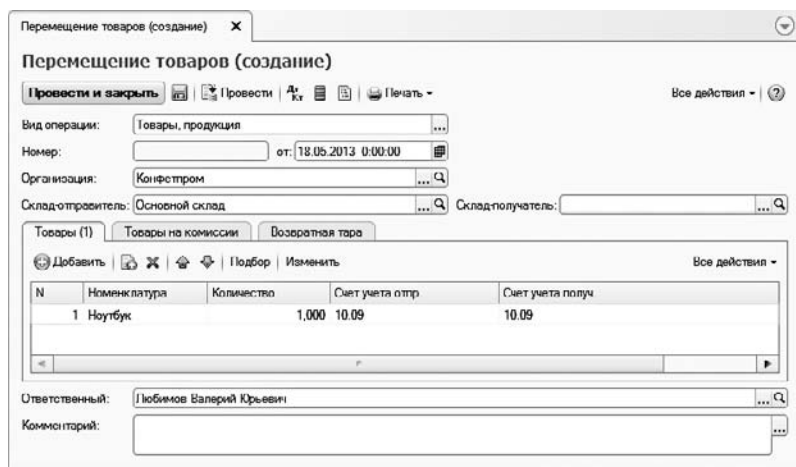 Перемещение товаров (создание) X
Перемещение товаров (создание)
Провести и закрыть Провести Дт Кт Печать Все действия ?
Вид операции: Товары, продукция ...
Номер: от: 18.05.2013 0:00:00
Организация: Конфетпром ...
Склад-отправитель: Основной склад ... Склад-получатель: ...
Товары (1) Товары на комиссии Возвратная тара
Добавить Подбор Изменить Все действия
N Номенклатура Количество Счет учета отпр Счет учета получ
1 Ноутбук 1,000 10.09 10.09
Ответственный: Любимов Валерий Юрьевич ...
Комментарий: ...